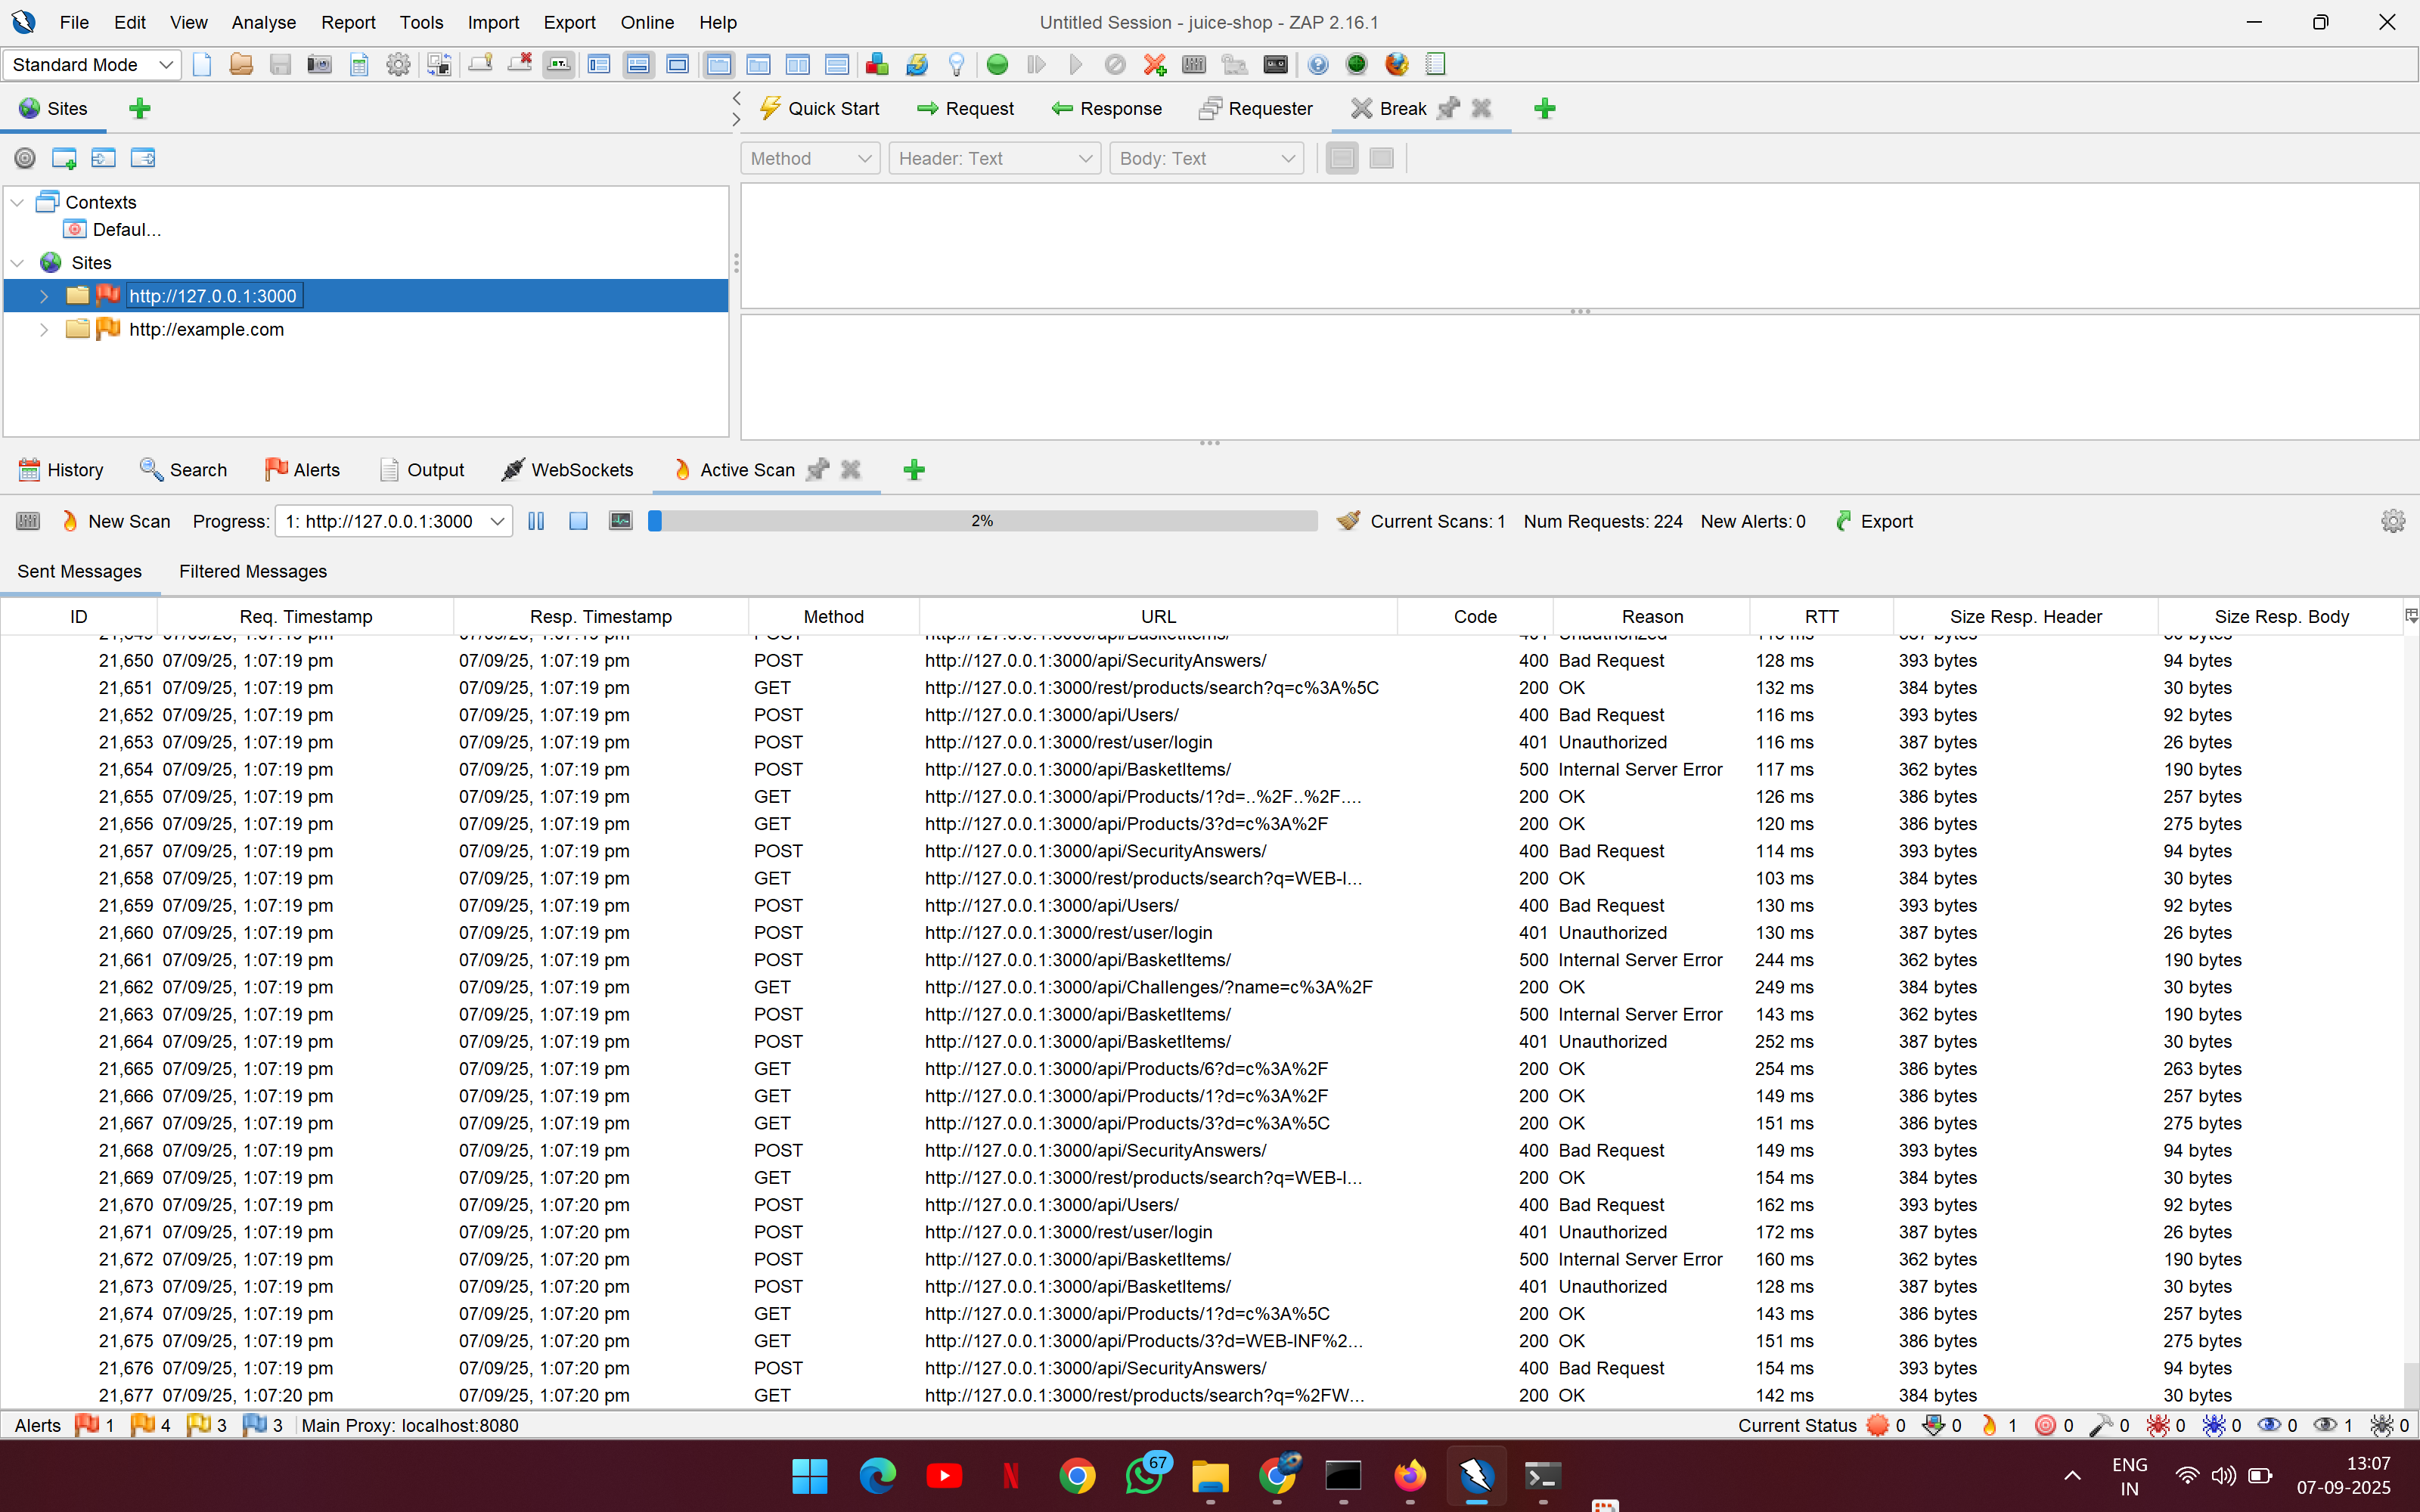 File Edit View Analyse Report Tools Import Export Online Help Untitled Session - juice-shop - ZAP 2.16.1
Standard Mode
Sites Quick Start Request Response Requester Break
Method Header: Text Body: Text
Contexts
Defaul...
Sites
http://127.0.0.1:3000
http://example.com
History Search Alerts Output WebSockets Active Scan
New Scan Progress: 1: http://127.0.0.1:3000 2% Current Scans: 1 Num Requests: 224 New Alerts: 0 Export
Sent Messages Filtered Messages
ID Req. Timestamp Resp. Timestamp Method URL Code Reason RTT Size Resp. Header Size Resp. Body
21,650 07/09/25, 1:07:19 pm 07/09/25, 1:07:19 pm POST http://127.0.0.1:3000/api/SecurityAnswers/ 400 Bad Request 128 ms 393 bytes 94 bytes
21,651 07/09/25, 1:07:19 pm 07/09/25, 1:07:19 pm GET http://127.0.0.1:3000/rest/products/search?q=c%3A%5C 200 OK 132 ms 384 bytes 30 bytes
21,652 07/09/25, 1:07:19 pm 07/09/25, 1:07:19 pm POST http://127.0.0.1:3000/api/Users/ 400 Bad Request 116 ms 393 bytes 92 bytes
21,653 07/09/25, 1:07:19 pm 07/09/25, 1:07:19 pm POST http://127.0.0.1:3000/rest/user/login 401 Unauthorized 116 ms 387 bytes 26 bytes
21,654 07/09/25, 1:07:19 pm 07/09/25, 1:07:19 pm POST http://127.0.0.1:3000/api/BasketItems/ 500 Internal Server Error 117 ms 362 bytes 190 bytes
21,655 07/09/25, 1:07:19 pm 07/09/25, 1:07:19 pm GET http://127.0.0.1:3000/api/Products/1?d=..%2F..%2F.... 200 OK 126 ms 386 bytes 257 bytes
21,656 07/09/25, 1:07:19 pm 07/09/25, 1:07:19 pm GET http://127.0.0.1:3000/api/Products/3?d=c%3A%2F 200 OK 120 ms 386 bytes 275 bytes
21,657 07/09/25, 1:07:19 pm 07/09/25, 1:07:19 pm POST http://127.0.0.1:3000/api/SecurityAnswers/ 400 Bad Request 114 ms 393 bytes 94 bytes
21,658 07/09/25, 1:07:19 pm 07/09/25, 1:07:19 pm GET http://127.0.0.1:3000/rest/products/search?q=WEB-I... 200 OK 103 ms 384 bytes 30 bytes
21,659 07/09/25, 1:07:19 pm 07/09/25, 1:07:19 pm POST http://127.0.0.1:3000/api/Users/ 400 Bad Request 130 ms 393 bytes 92 bytes
21,660 07/09/25, 1:07:19 pm 07/09/25, 1:07:19 pm POST http://127.0.0.1:3000/rest/user/login 401 Unauthorized 130 ms 387 bytes 26 bytes
21,661 07/09/25, 1:07:19 pm 07/09/25, 1:07:19 pm POST http://127.0.0.1:3000/api/BasketItems/ 500 Internal Server Error 244 ms 362 bytes 190 bytes
21,662 07/09/25, 1:07:19 pm 07/09/25, 1:07:19 pm GET http://127.0.0.1:3000/api/Challenges/?name=c%3A%2F 200 OK 249 ms 384 bytes 30 bytes
21,663 07/09/25, 1:07:19 pm 07/09/25, 1:07:19 pm POST http://127.0.0.1:3000/api/BasketItems/ 500 Internal Server Error 143 ms 362 bytes 190 bytes
21,664 07/09/25, 1:07:19 pm 07/09/25, 1:07:19 pm POST http://127.0.0.1:3000/api/BasketItems/ 401 Unauthorized 252 ms 387 bytes 30 bytes
21,665 07/09/25, 1:07:19 pm 07/09/25, 1:07:19 pm GET http://127.0.0.1:3000/api/Products/6?d=c%3A%2F 200 OK 254 ms 386 bytes 263 bytes
21,666 07/09/25, 1:07:19 pm 07/09/25, 1:07:19 pm GET http://127.0.0.1:3000/api/Products/1?d=c%3A%2F 200 OK 149 ms 386 bytes 257 bytes
21,667 07/09/25, 1:07:19 pm 07/09/25, 1:07:19 pm GET http://127.0.0.1:3000/api/Products/3?d=c%3A%5C 200 OK 151 ms 386 bytes 275 bytes
21,668 07/09/25, 1:07:19 pm 07/09/25, 1:07:19 pm POST http://127.0.0.1:3000/api/SecurityAnswers/ 400 Bad Request 149 ms 393 bytes 94 bytes
21,669 07/09/25, 1:07:19 pm 07/09/25, 1:07:20 pm GET http://127.0.0.1:3000/rest/products/search?q=WEB-I... 200 OK 154 ms 384 bytes 30 bytes
21,670 07/09/25, 1:07:19 pm 07/09/25, 1:07:20 pm POST http://127.0.0.1:3000/api/Users/ 400 Bad Request 162 ms 393 bytes 92 bytes
21,671 07/09/25, 1:07:19 pm 07/09/25, 1:07:20 pm POST http://127.0.0.1:3000/rest/user/login 401 Unauthorized 172 ms 387 bytes 26 bytes
21,672 07/09/25, 1:07:19 pm 07/09/25, 1:07:20 pm POST http://127.0.0.1:3000/api/BasketItems/ 500 Internal Server Error 160 ms 362 bytes 190 bytes
21,673 07/09/25, 1:07:19 pm 07/09/25, 1:07:20 pm POST http://127.0.0.1:3000/api/BasketItems/ 401 Unauthorized 128 ms 387 bytes 30 bytes
21,674 07/09/25, 1:07:19 pm 07/09/25, 1:07:20 pm GET http://127.0.0.1:3000/api/Products/1?d=c%3A%5C 200 OK 143 ms 386 bytes 257 bytes
21,675 07/09/25, 1:07:19 pm 07/09/25, 1:07:20 pm GET http://127.0.0.1:3000/api/Products/3?d=WEB-INF%2... 200 OK 151 ms 386 bytes 275 bytes
21,676 07/09/25, 1:07:19 pm 07/09/25, 1:07:20 pm POST http://127.0.0.1:3000/api/SecurityAnswers/ 400 Bad Request 154 ms 393 bytes 94 bytes
21,677 07/09/25, 1:07:20 pm 07/09/25, 1:07:20 pm GET http://127.0.0.1:3000/rest/products/search?q=%2FW... 200 OK 142 ms 384 bytes 30 bytes
Alerts 1 4 3 3 Main Proxy: localhost:8080 Current Status 0 0 1 0 0 0 0 0 1 0
67 ENG 13:07
IN 07-09-2025